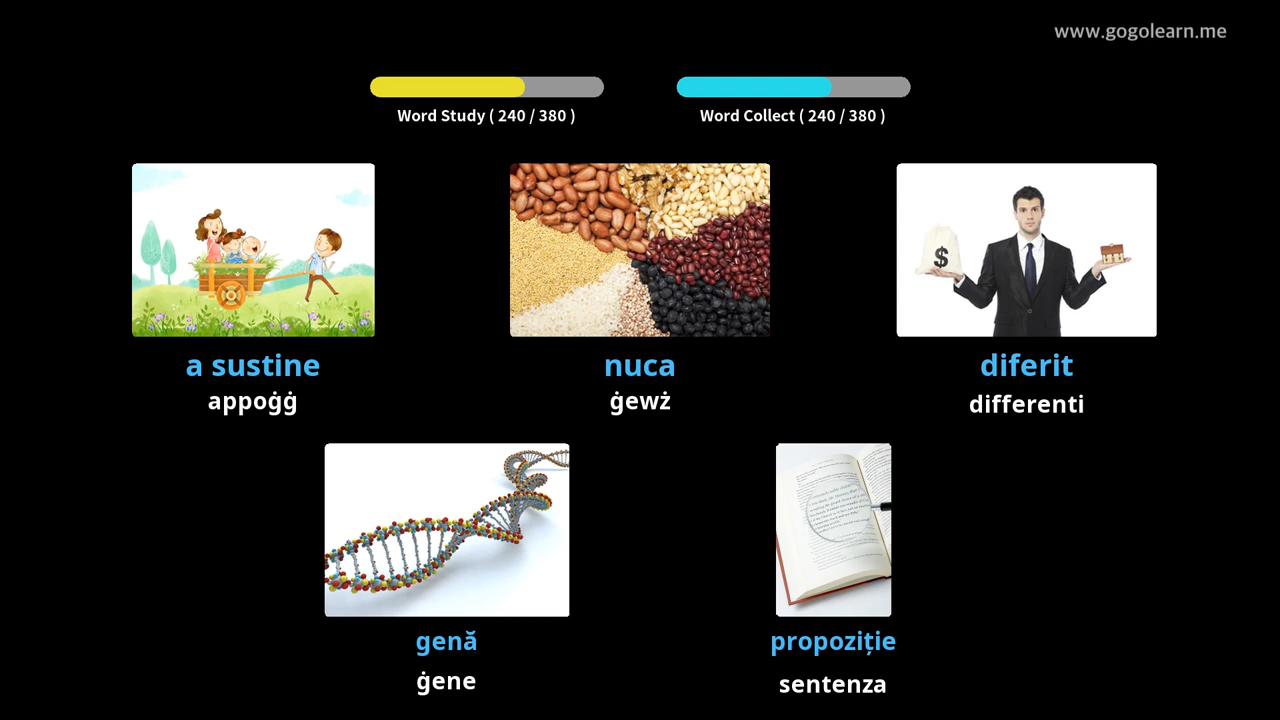 www.gogolearn.me
Word Study ( 240 / 380 )
Word Collect ( 240 / 380 )
a sustine
appoġġ
nuca
ġewż
diferit
differenti
$
genă
ġene
propoziție
sentenza